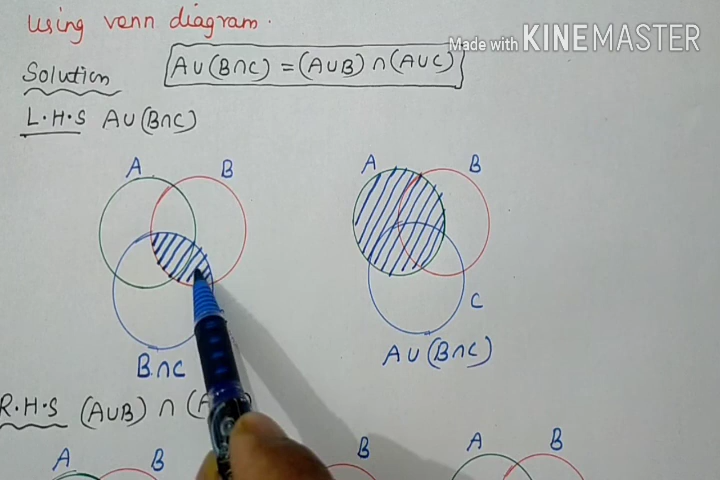 Using venn diagram.
Made with KINEMASTER
Solution A∪(B∩C) = (A∪B) ∩ (A∪C)
L.H.S A∪(B∩C)
A B A B
C
B∩C A∪(B∩C)
R.H.S (A∪B) ∩ (A
A B B A B